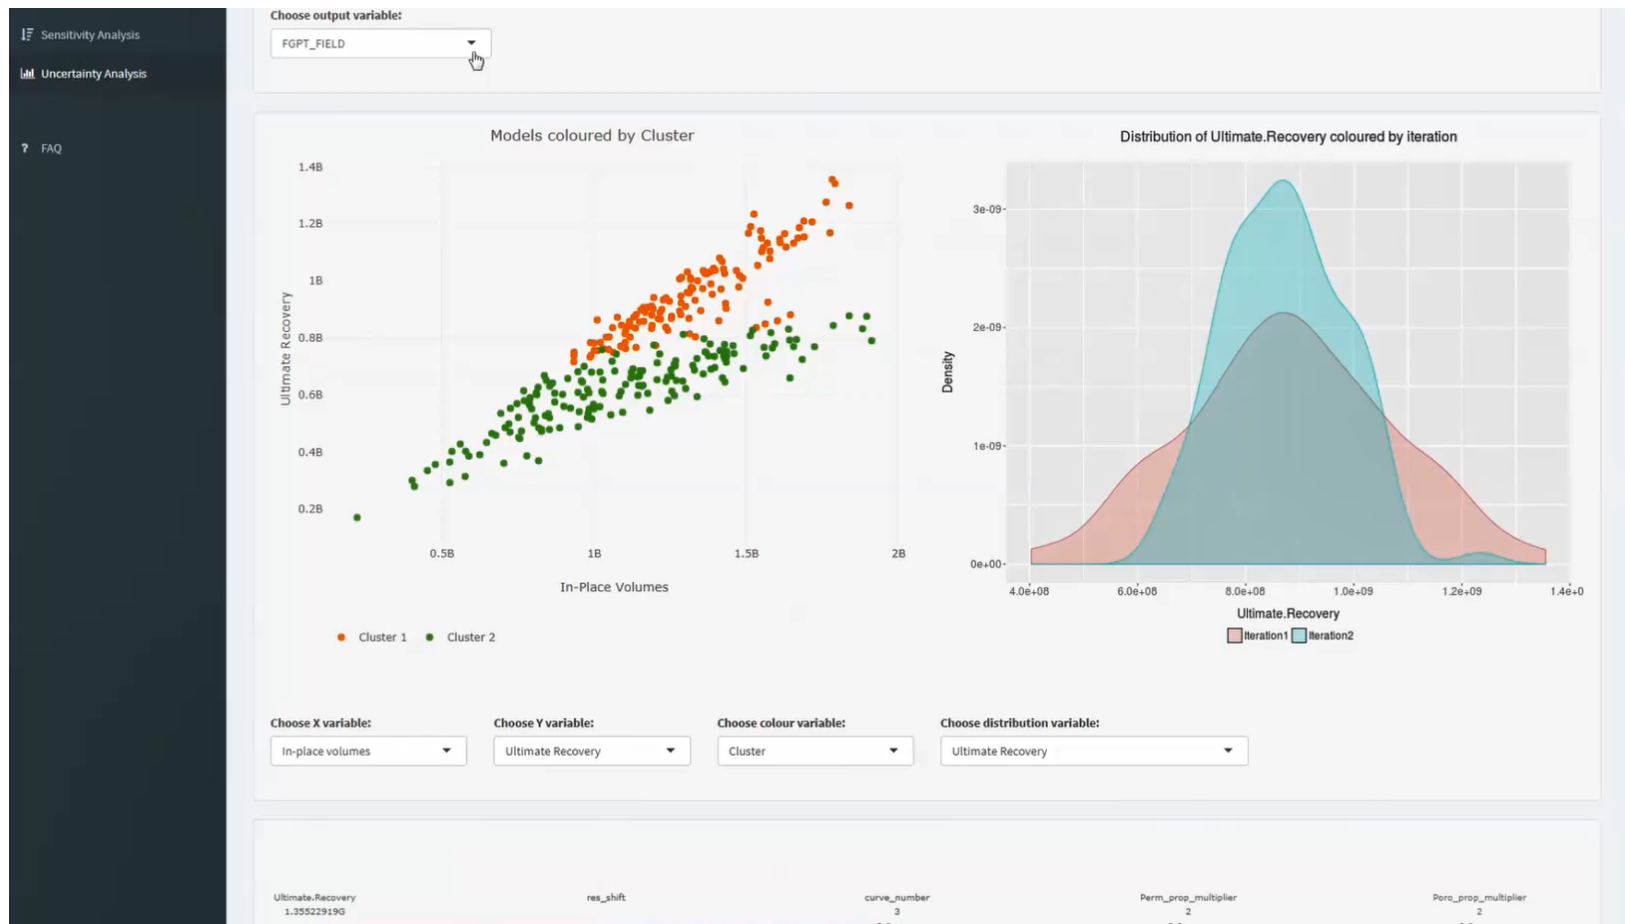 Choose output variable:
Sensitivity Analysis
FGPT_FIELD
Uncertainty Analysis
? FAQ
Models coloured by Cluster
1.4B
1.2B
1B
0.8B
0.6B
0.4B
0.2B
Ultimate Recovery
0.5B 1B 1.5B 2B
In-Place Volumes
Cluster 1 Cluster 2
Distribution of Ultimate.Recovery coloured by iteration
3e-09
2e-09
1e-09
0e+00
Density
4.0e+08 6.0e+08 8.0e+08 1.0e+09 1.2e+09 1.4e+0
Ultimate.Recovery
Iteration1 Iteration2
Choose X variable: Choose Y variable: Choose colour variable: Choose distribution variable:
In-place volumes Ultimate Recovery Cluster Ultimate Recovery
Ultimate.Recovery res_shift curve_number Perm_prop_multiplier Poro_prop_multiplier
1.35522919G 3 2 2